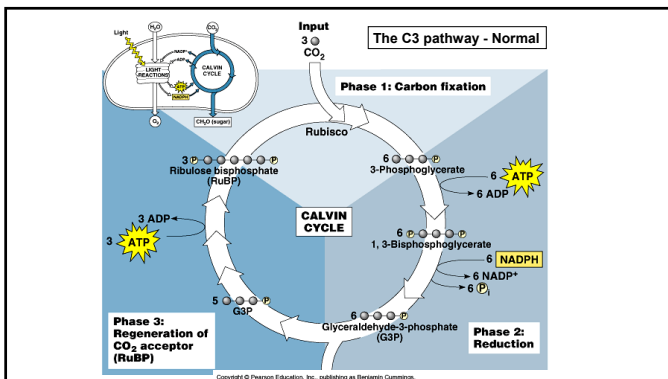 The C3 pathway - Normal
Light
H2O
CO2
NADP+
ADP
LIGHT
REACTIONS
CALVIN
CYCLE
ATP
NADPH
O2
CH2O (sugar)
Input
3
CO2
Phase 1: Carbon fixation
Rubisco
3 P P
Ribulose bisphosphate
(RuBP)
6 P
3-Phosphoglycerate
6 ATP
6 ADP
CALVIN
CYCLE
3 ADP
3 ATP
6 P P
1, 3-Bisphosphoglycerate
6 NADPH
6 NADP+
6 Pi
5 P
G3P
6 P
Glyceraldehyde-3-phosphate
(G3P)
Phase 3:
Regeneration of
CO2 acceptor
(RuBP)
Phase 2:
Reduction
Copyright © Pearson Education, Inc., publishing as Benjamin Cummings.